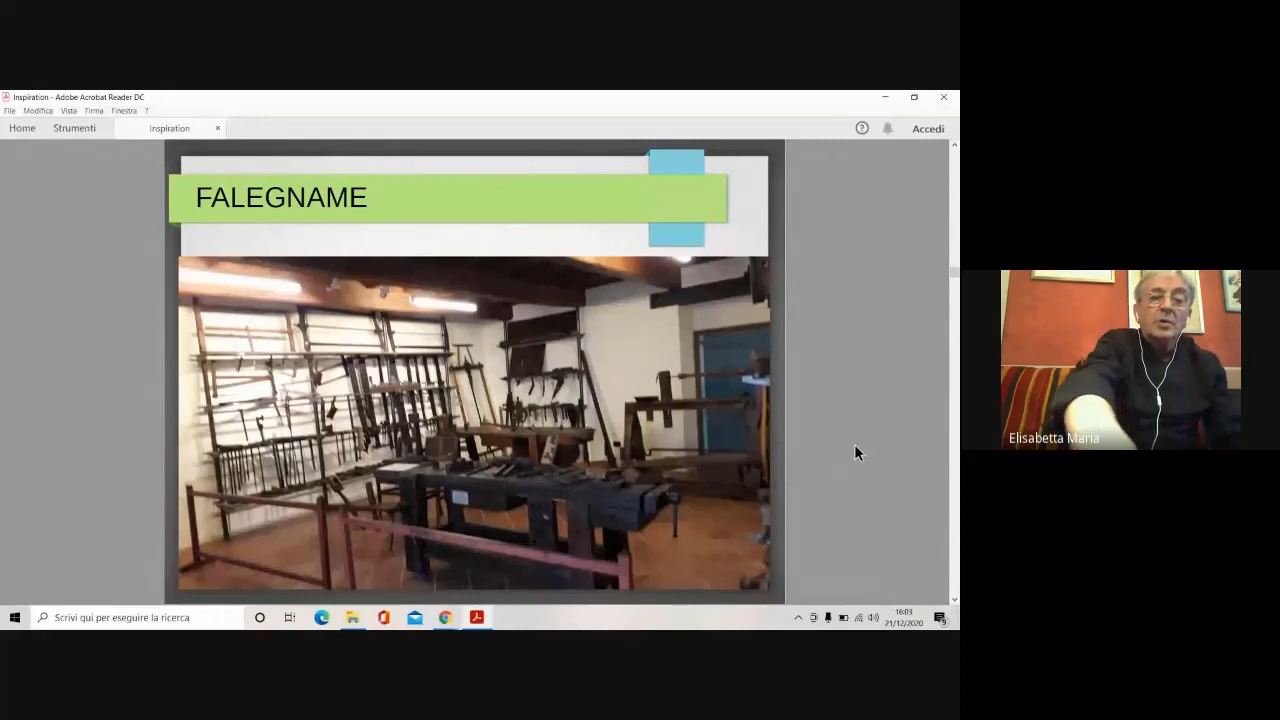 Inspiration - Adobe Acrobat Reader DC
File Modifica Vista Firma Finestra ?
Home Strumenti Inspiration × Accedi
FALEGNAME
Elisabetta Maria
Scrivi qui per eseguire la ricerca
16:03
21/12/2020